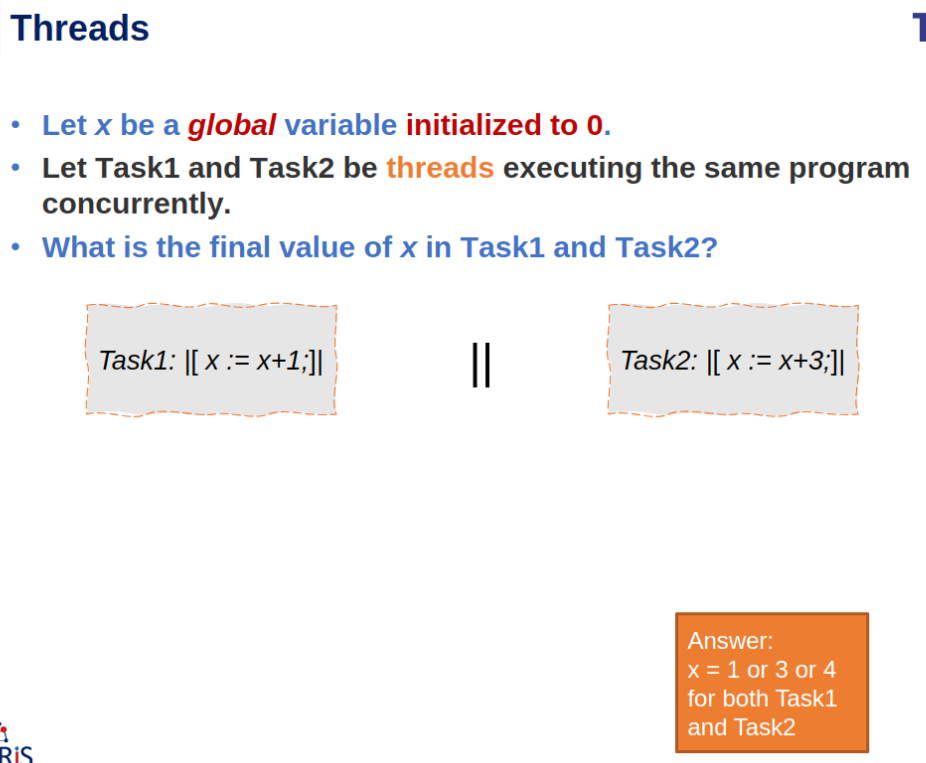 Threads
T
• Let x be a global variable initialized to 0.
• Let Task1 and Task2 be threads executing the same program
concurrently.
• What is the final value of x in Task1 and Task2?
Task1: |[ x := x+1;]|
||
Task2: |[ x := x+3;]|
Answer:
x = 1 or 3 or 4
for both Task1
and Task2
RiS